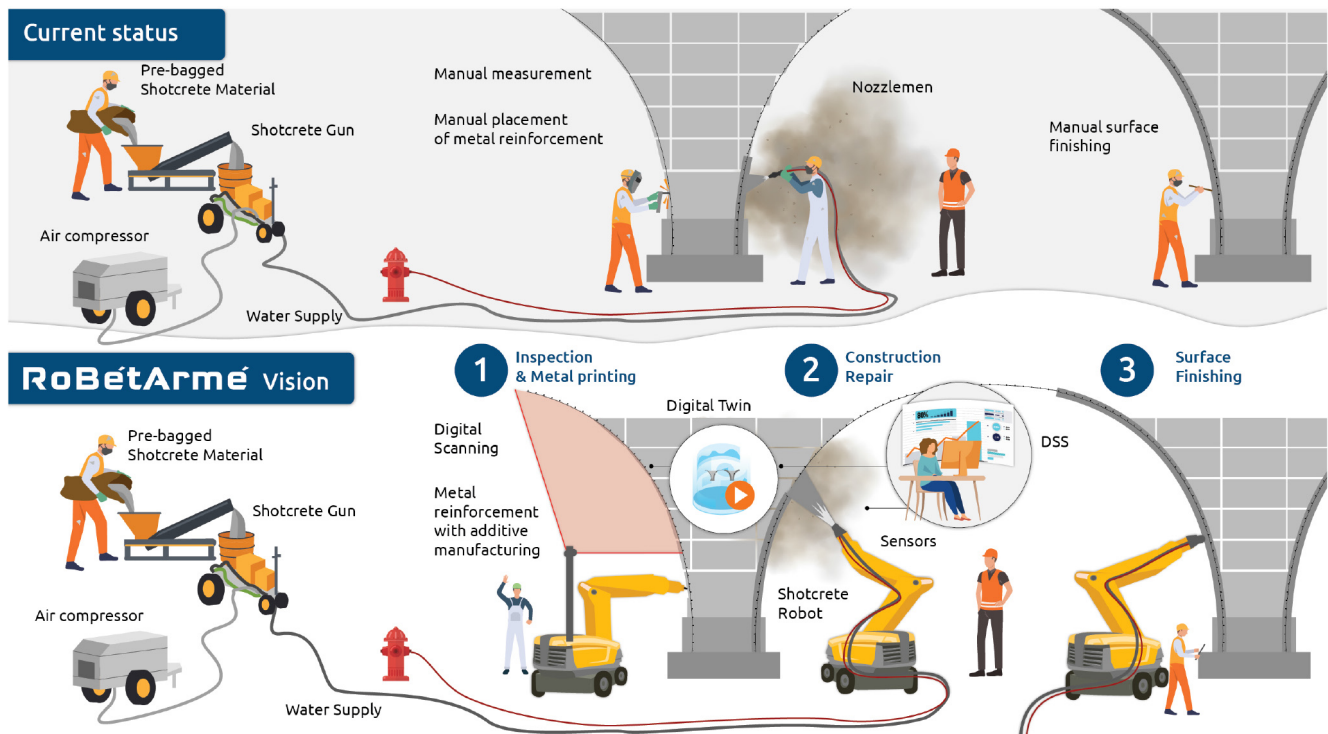 Current status
Pre-bagged
Shotcrete Material
Shotcrete Gun
Air compressor
Water Supply
Manual measurement
Manual placement
of metal reinforcement
Nozzlemen
Manual surface
finishing
RoBétArmé Vision
Pre-bagged
Shotcrete Material
Shotcrete Gun
Air compressor
Water Supply
1
Inspection
& Metal printing
Digital
Scanning
Metal
reinforcement
with additive
manufacturing
Digital Twin
2
Construction
Repair
80%
DSS
Sensors
Shotcrete
Robot
3
Surface
Finishing